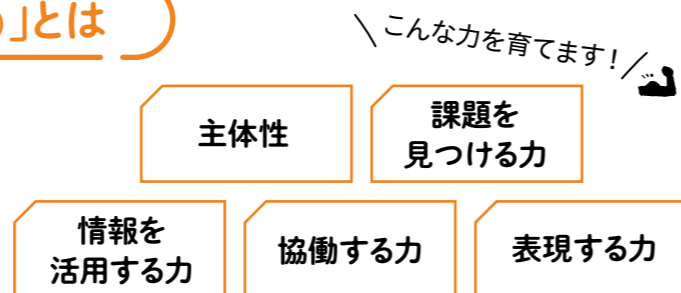 」とは
こんな力を育てます!
主体性
課題を
見つける力
情報を
活用する力
協働する力
表現する力